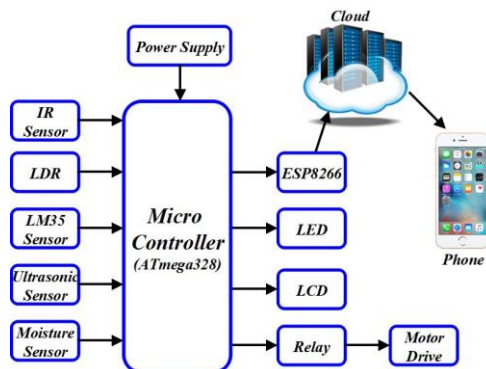 Cloud
Power Supply
IR
Sensor
LDR
LM35
Sensor
Ultrasonic
Sensor
Moisture
Sensor
Micro
Controller
(ATmega328)
ESP8266
LED
LCD
Relay
Motor
Drive
Phone